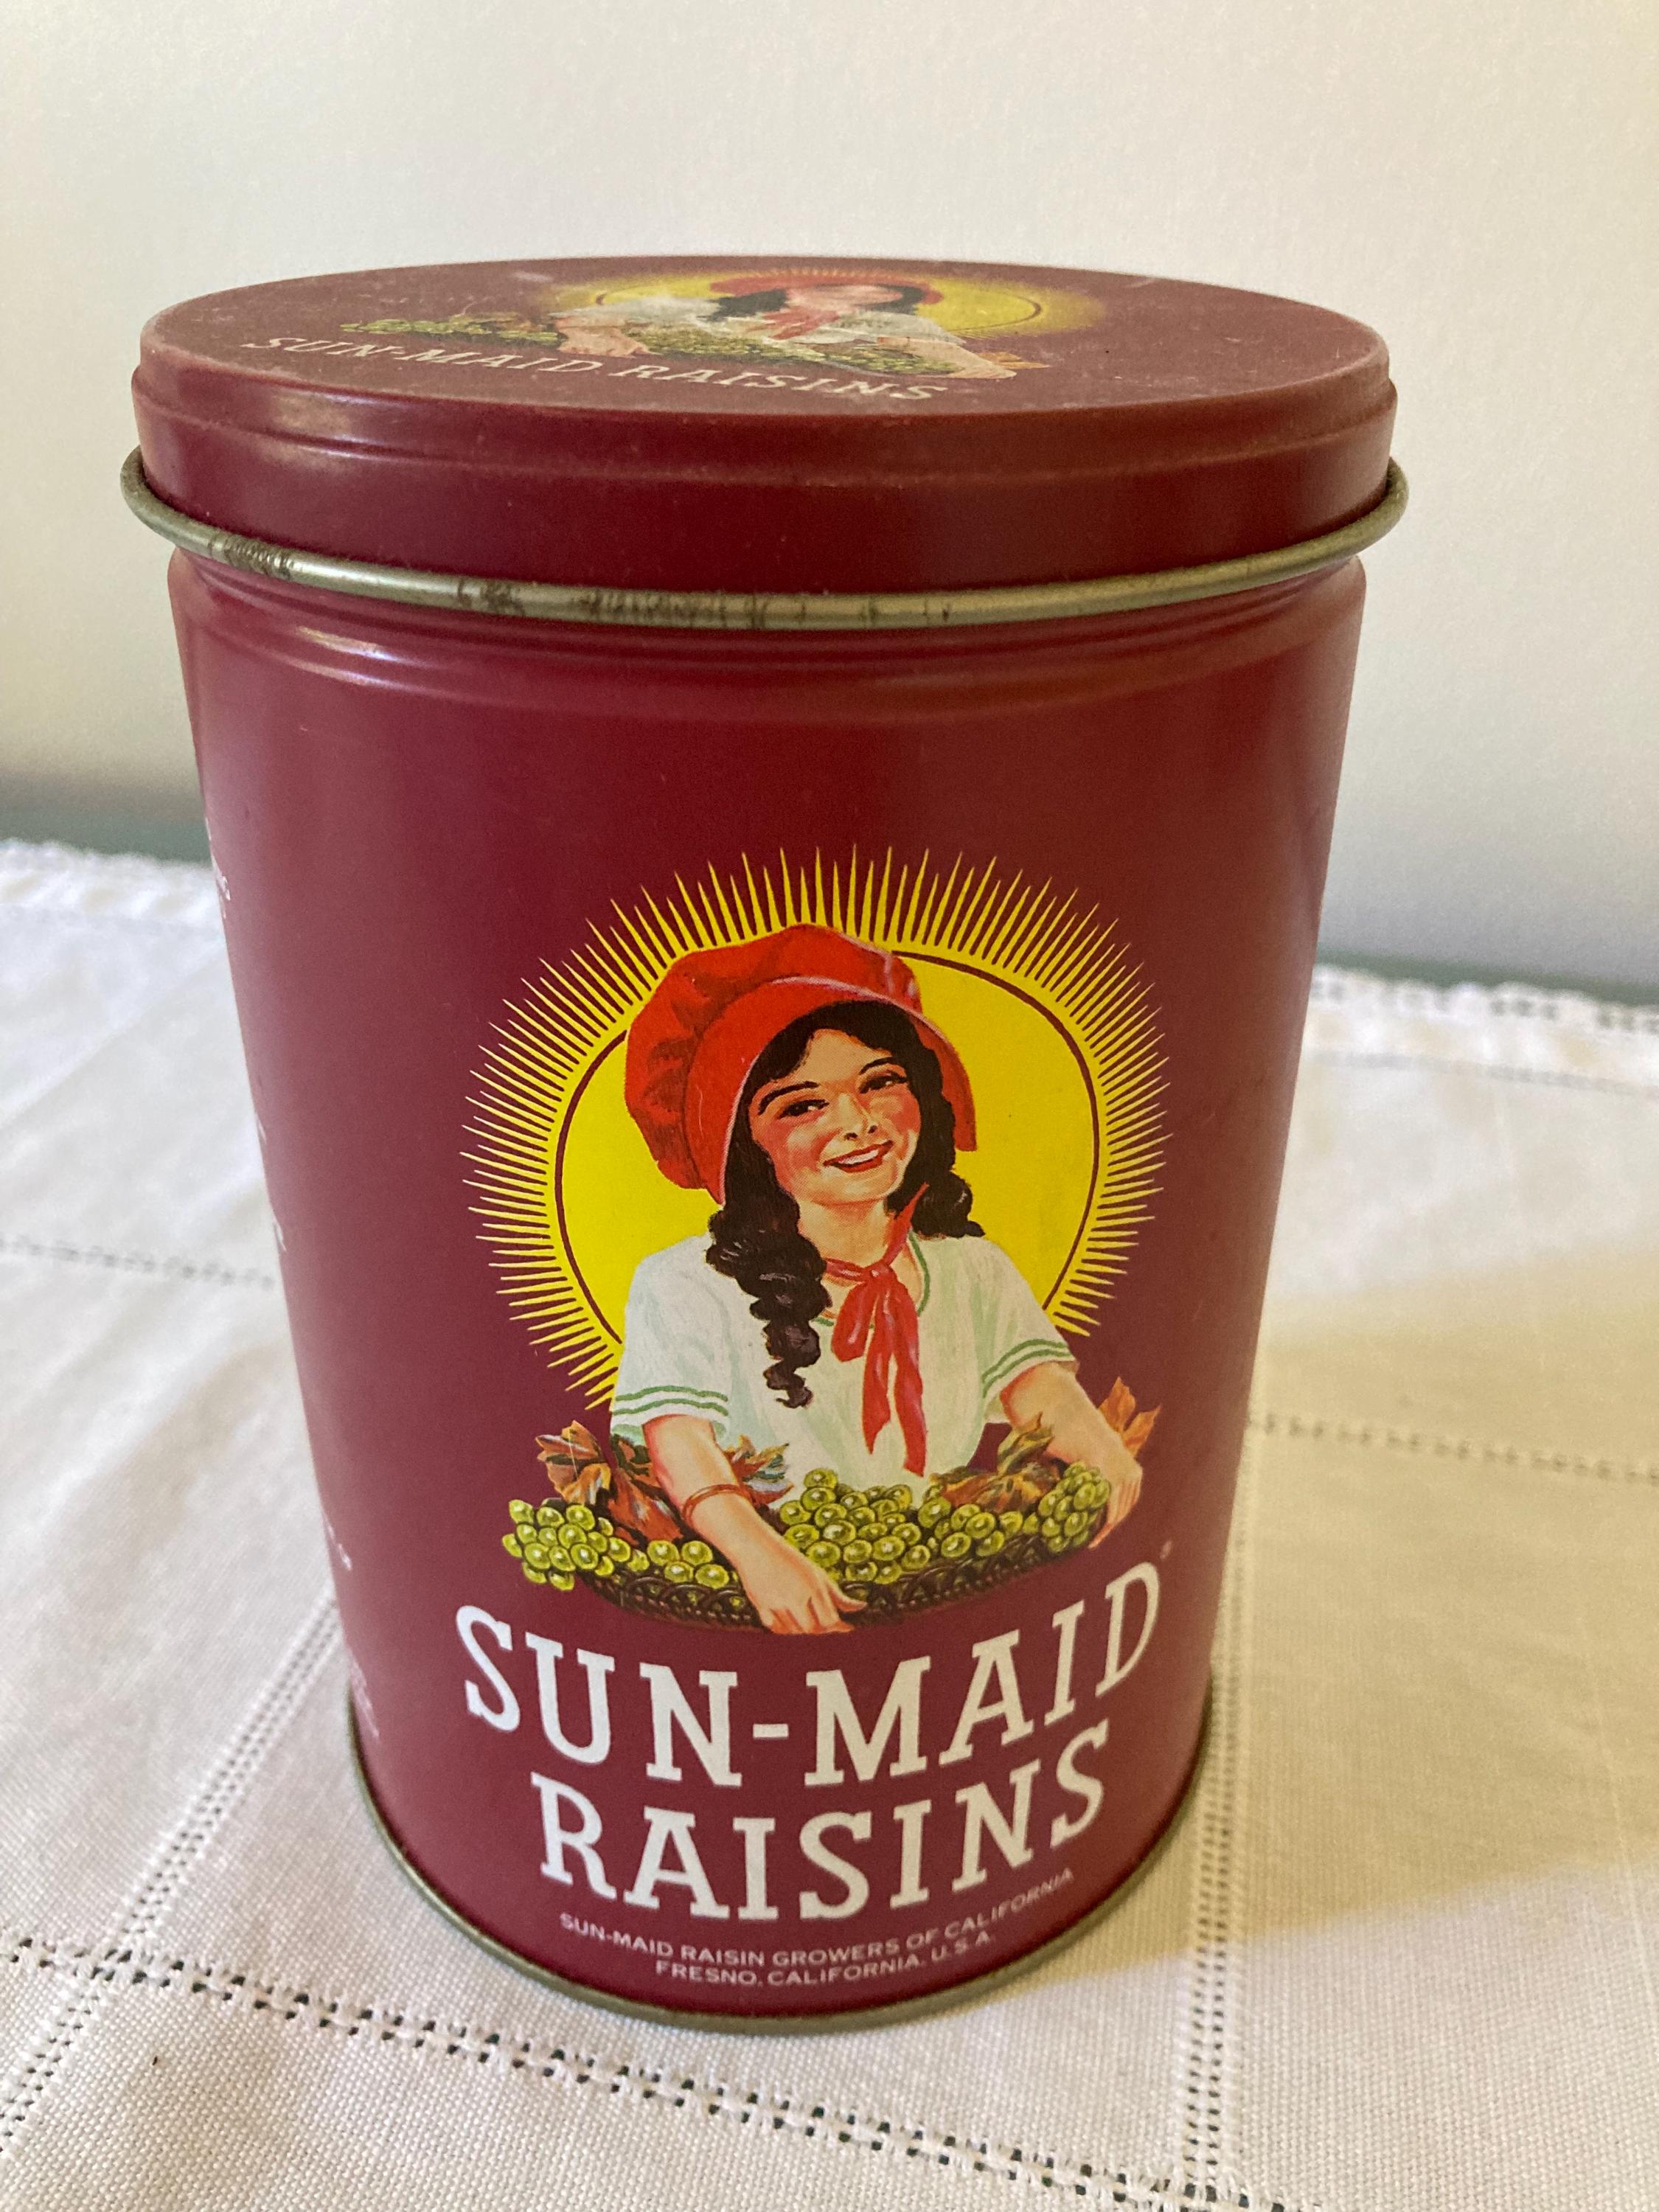 SUN-MAID RAISINS
SUN-MAID®
RAISINS
SUN-MAID RAISIN GROWERS OF CALIFORNIA
FRESNO, CALIFORNIA, U.S.A.